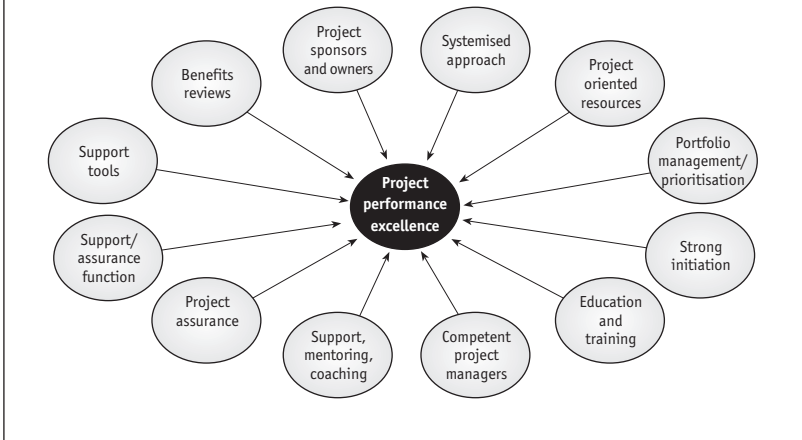 Project
sponsors
and owners
Systemised
approach
Project
oriented
resources
Portfolio
management/
prioritisation
Strong
initiation
Education
and
training
Competent
project
managers
Support,
mentoring,
coaching
Project
assurance
Support/
assurance
function
Support
tools
Benefits
reviews
Project
performance
excellence